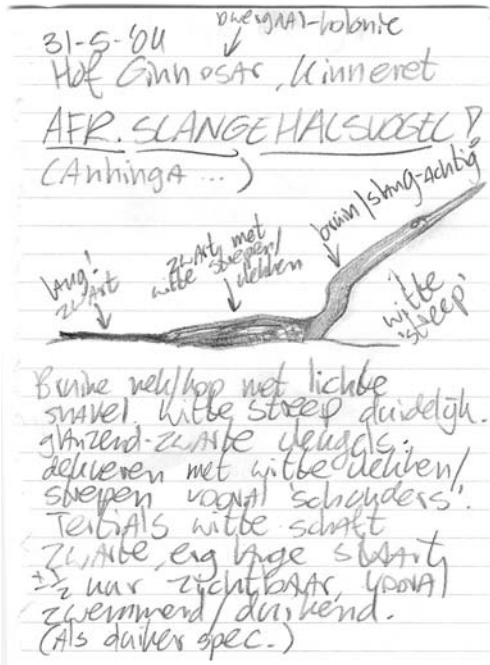 dwergaal-kolonie
31-5-'04
Hof Ginnosar, Kinneret
AFR. SLANGEHALSVOGEL!
(Anhinga ...)
bruin/slang-achtig
zwart, met
witte strepen/
vlekken
lang!
zwart
witte
'streep'
Bruine nek/kop met lichte
snavel, witte streep duidelijk.
glanzend-zwarte vleugels;
dekveren met witte vlekken/
strepen vooral 'schouders'.
Tertials witte schaft
zwarte, erg lange staart,
± ½ uur zichtbaar, vooral
zwemmend/duikend.
(Als duiker spec.)